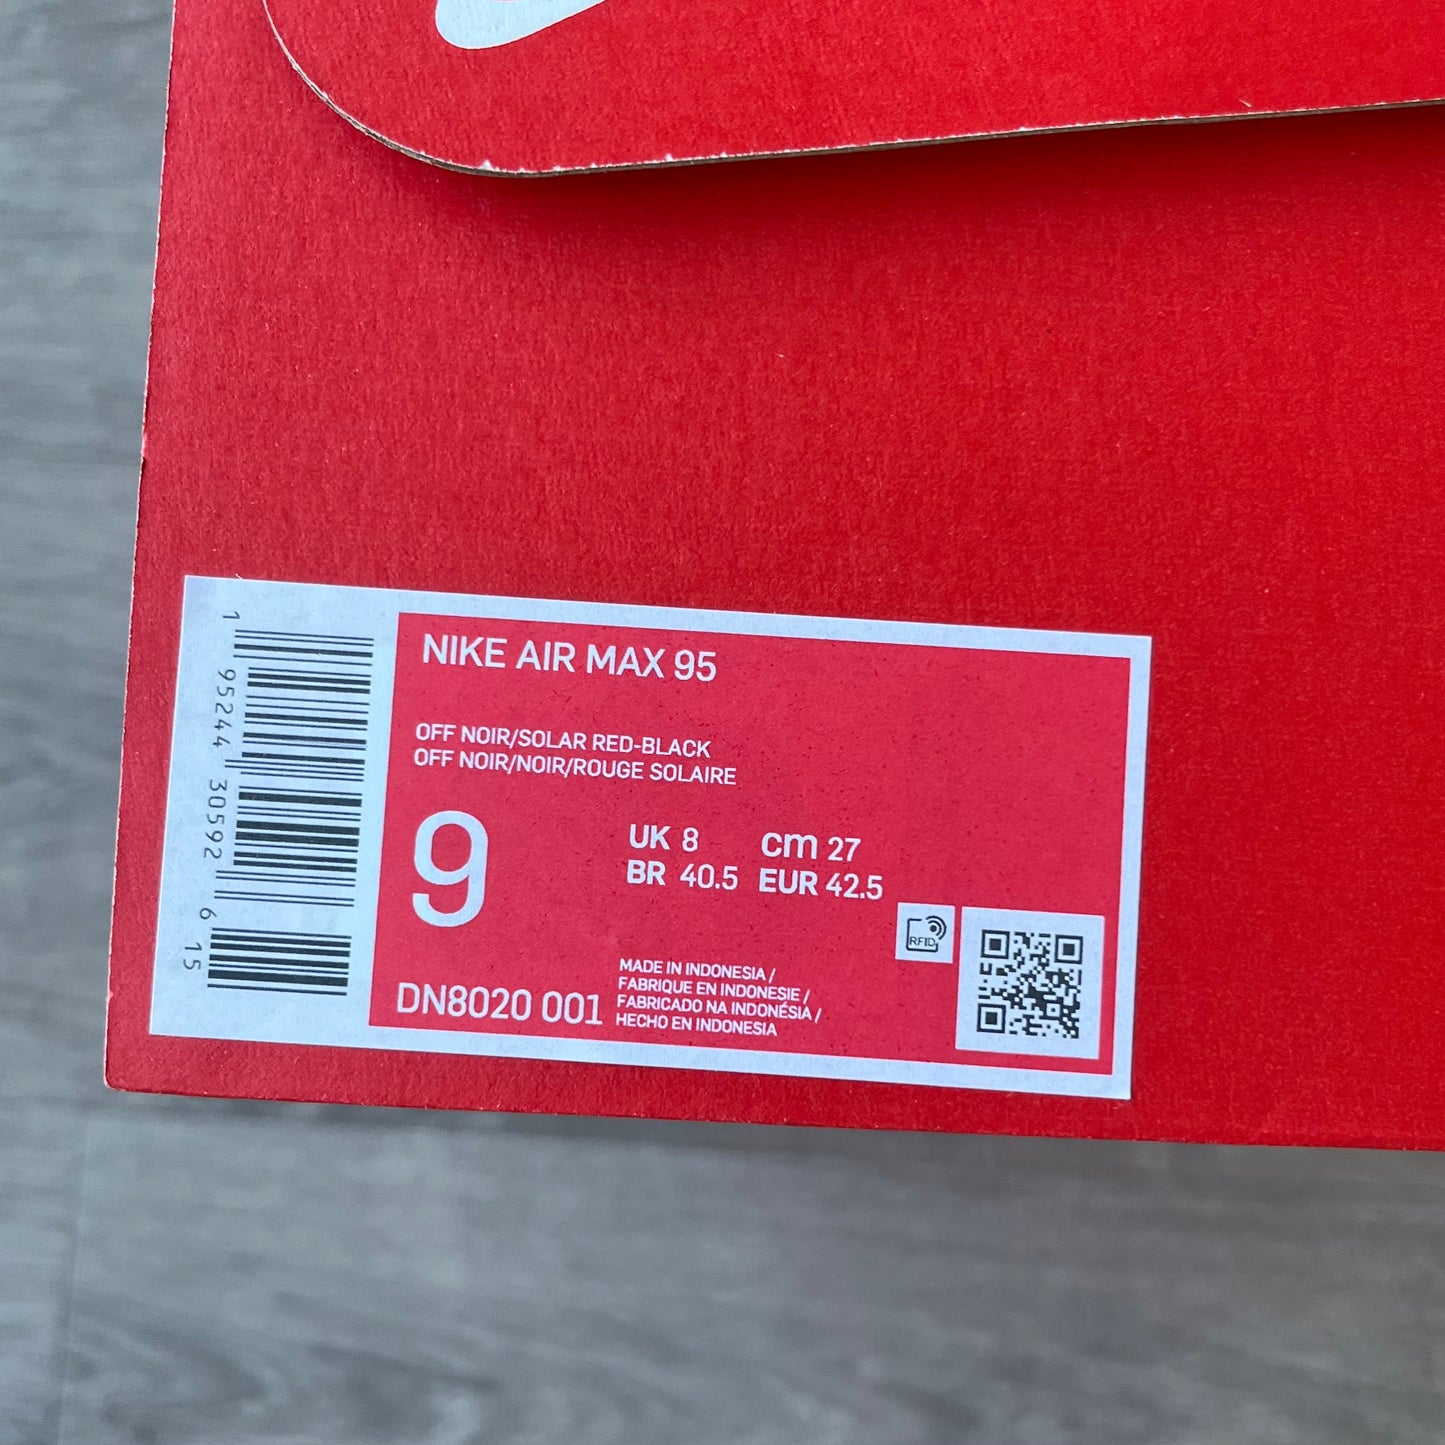 NIKE AIR MAX 95
OFF NOIR/SOLAR RED-BLACK
OFF NOIR/NOIR/ROUGE SOLAIRE
9
UK 8 cm 27
BR 40.5 EUR 42.5
RFID
DN8020 001
MADE IN INDONESIA /
FABRIQUE EN INDONESIE /
FABRICADO NA INDONÉSIA /
HECHO EN INDONESIA
1 95244 30592 6 15